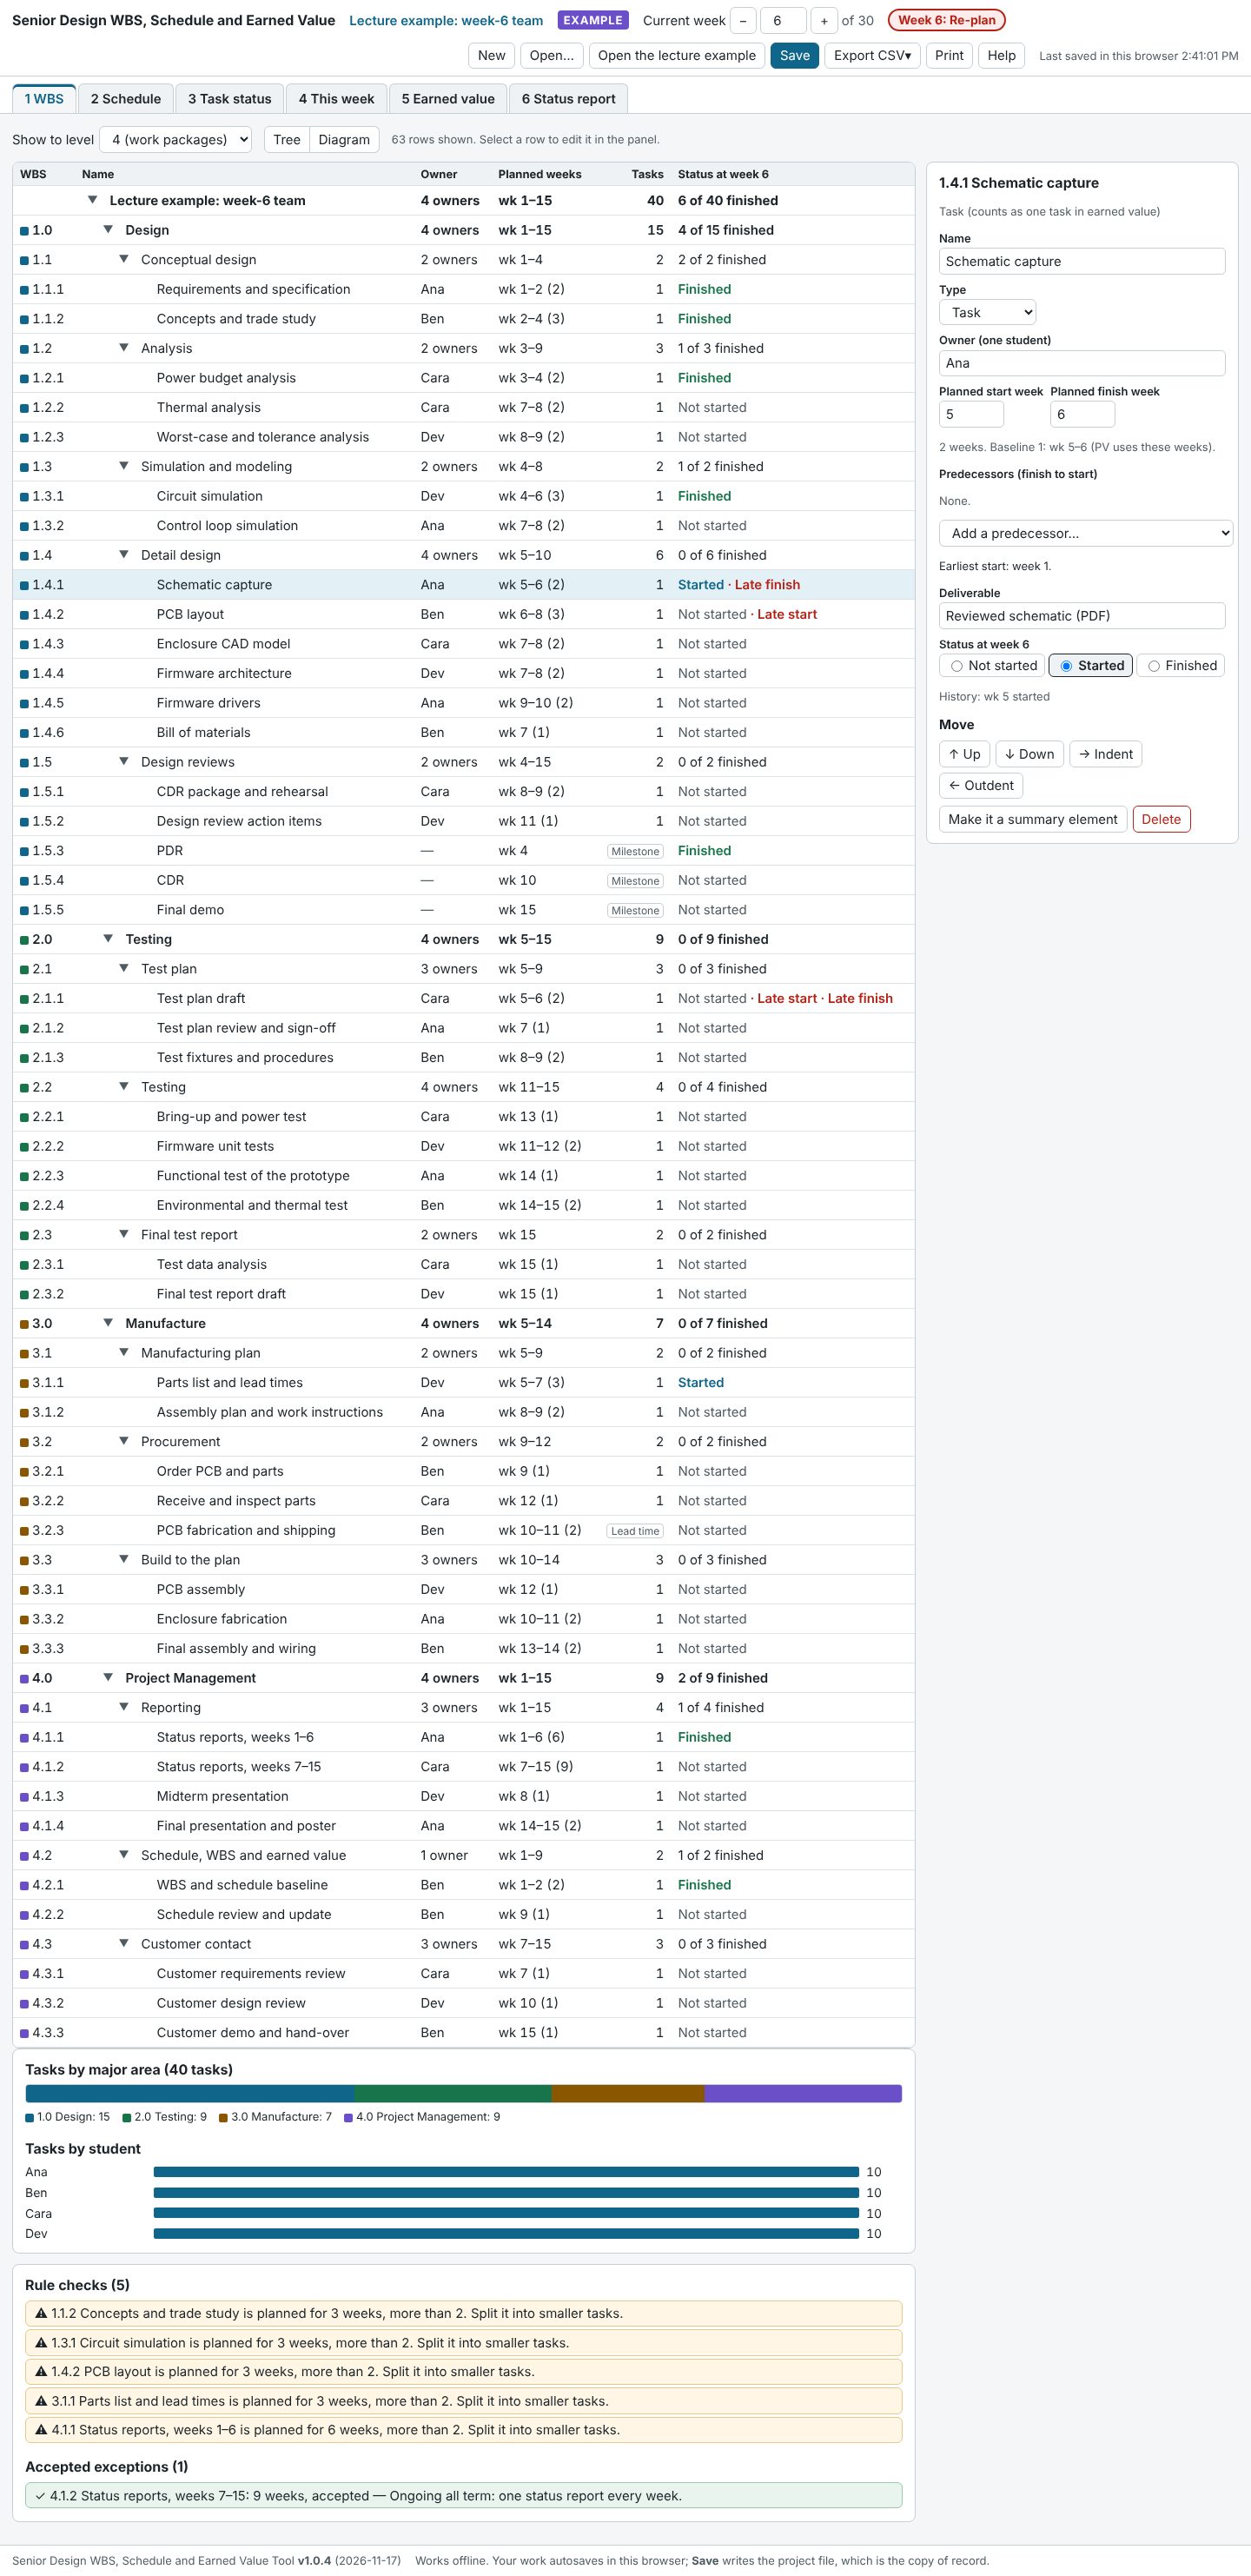 Senior Design WBS, Schedule and Earned Value Lecture example: week-6 team EXAMPLE Current week − 6 + of 30 Week 6: Re-plan
New Open... Open the lecture example Save Export CSV▾ Print Help Last saved in this browser 2:41:01 PM
1 WBS 2 Schedule 3 Task status 4 This week 5 Earned value 6 Status report
Show to level 4 (work packages) Tree Diagram 63 rows shown. Select a row to edit it in the panel.
WBS Name Owner Planned weeks Tasks Status at week 6
▼ Lecture example: week-6 team 4 owners wk 1–15 40 6 of 40 finished
1.0 ▼ Design 4 owners wk 1–15 15 4 of 15 finished
1.1 ▼ Conceptual design 2 owners wk 1–4 2 2 of 2 finished
1.1.1 Requirements and specification Ana wk 1–2 (2) 1 Finished
1.1.2 Concepts and trade study Ben wk 2–4 (3) 1 Finished
1.2 ▼ Analysis 2 owners wk 3–9 3 1 of 3 finished
1.2.1 Power budget analysis Cara wk 3–4 (2) 1 Finished
1.2.2 Thermal analysis Cara wk 7–8 (2) 1 Not started
1.2.3 Worst-case and tolerance analysis Dev wk 8–9 (2) 1 Not started
1.3 ▼ Simulation and modeling 2 owners wk 4–8 2 1 of 2 finished
1.3.1 Circuit simulation Dev wk 4–6 (3) 1 Finished
1.3.2 Control loop simulation Ana wk 7–8 (2) 1 Not started
1.4 ▼ Detail design 4 owners wk 5–10 6 0 of 6 finished
1.4.1 Schematic capture Ana wk 5–6 (2) 1 Started · Late finish
1.4.2 PCB layout Ben wk 6–8 (3) 1 Not started · Late start
1.4.3 Enclosure CAD model Cara wk 7–8 (2) 1 Not started
1.4.4 Firmware architecture Dev wk 7–8 (2) 1 Not started
1.4.5 Firmware drivers Ana wk 9–10 (2) 1 Not started
1.4.6 Bill of materials Ben wk 7 (1) 1 Not started
1.5 ▼ Design reviews 2 owners wk 4–15 2 0 of 2 finished
1.5.1 CDR package and rehearsal Cara wk 8–9 (2) 1 Not started
1.5.2 Design review action items Dev wk 11 (1) 1 Not started
1.5.3 PDR — wk 4 Milestone Finished
1.5.4 CDR — wk 10 Milestone Not started
1.5.5 Final demo — wk 15 Milestone Not started
2.0 ▼ Testing 4 owners wk 5–15 9 0 of 9 finished
2.1 ▼ Test plan 3 owners wk 5–9 3 0 of 3 finished
2.1.1 Test plan draft Cara wk 5–6 (2) 1 Not started · Late start · Late finish
2.1.2 Test plan review and sign-off Ana wk 7 (1) 1 Not started
2.1.3 Test fixtures and procedures Ben wk 8–9 (2) 1 Not started
2.2 ▼ Testing 4 owners wk 11–15 4 0 of 4 finished
2.2.1 Bring-up and power test Cara wk 13 (1) 1 Not started
2.2.2 Firmware unit tests Dev wk 11–12 (2) 1 Not started
2.2.3 Functional test of the prototype Ana wk 14 (1) 1 Not started
2.2.4 Environmental and thermal test Ben wk 14–15 (2) 1 Not started
2.3 ▼ Final test report 2 owners wk 15 2 0 of 2 finished
2.3.1 Test data analysis Cara wk 15 (1) 1 Not started
2.3.2 Final test report draft Dev wk 15 (1) 1 Not started
3.0 ▼ Manufacture 4 owners wk 5–14 7 0 of 7 finished
3.1 ▼ Manufacturing plan 2 owners wk 5–9 2 0 of 2 finished
3.1.1 Parts list and lead times Dev wk 5–7 (3) 1 Started
3.1.2 Assembly plan and work instructions Ana wk 8–9 (2) 1 Not started
3.2 ▼ Procurement 2 owners wk 9–12 2 0 of 2 finished
3.2.1 Order PCB and parts Ben wk 9 (1) 1 Not started
3.2.2 Receive and inspect parts Cara wk 12 (1) 1 Not started
3.2.3 PCB fabrication and shipping Ben wk 10–11 (2) Lead time Not started
3.3 ▼ Build to the plan 3 owners wk 10–14 3 0 of 3 finished
3.3.1 PCB assembly Dev wk 12 (1) 1 Not started
3.3.2 Enclosure fabrication Ana wk 10–11 (2) 1 Not started
3.3.3 Final assembly and wiring Ben wk 13–14 (2) 1 Not started
4.0 ▼ Project Management 4 owners wk 1–15 9 2 of 9 finished
4.1 ▼ Reporting 3 owners wk 1–15 4 1 of 4 finished
4.1.1 Status reports, weeks 1–6 Ana wk 1–6 (6) 1 Finished
4.1.2 Status reports, weeks 7–15 Cara wk 7–15 (9) 1 Not started
4.1.3 Midterm presentation Dev wk 8 (1) 1 Not started
4.1.4 Final presentation and poster Ana wk 14–15 (2) 1 Not started
4.2 ▼ Schedule, WBS and earned value 1 owner wk 1–9 2 1 of 2 finished
4.2.1 WBS and schedule baseline Ben wk 1–2 (2) 1 Finished
4.2.2 Schedule review and update Ben wk 9 (1) 1 Not started
4.3 ▼ Customer contact 3 owners wk 7–15 3 0 of 3 finished
4.3.1 Customer requirements review Cara wk 7 (1) 1 Not started
4.3.2 Customer design review Dev wk 10 (1) 1 Not started
4.3.3 Customer demo and hand-over Ben wk 15 (1) 1 Not started
1.4.1 Schematic capture
Task (counts as one task in earned value)
Name
Schematic capture
Type
Task
Owner (one student)
Ana
Planned start week Planned finish week
5 6
2 weeks. Baseline 1: wk 5–6 (PV uses these weeks).
Predecessors (finish to start)
None.
Add a predecessor...
Earliest start: week 1.
Deliverable
Reviewed schematic (PDF)
Status at week 6
Not started Started Finished
History: wk 5 started
Move
↑ Up ↓ Down → Indent
← Outdent
Make it a summary element Delete
Tasks by major area (40 tasks)
1.0 Design: 15 2.0 Testing: 9 3.0 Manufacture: 7 4.0 Project Management: 9
Tasks by student
Ana 10
Ben 10
Cara 10
Dev 10
Rule checks (5)
⚠ 1.1.2 Concepts and trade study is planned for 3 weeks, more than 2. Split it into smaller tasks.
⚠ 1.3.1 Circuit simulation is planned for 3 weeks, more than 2. Split it into smaller tasks.
⚠ 1.4.2 PCB layout is planned for 3 weeks, more than 2. Split it into smaller tasks.
⚠ 3.1.1 Parts list and lead times is planned for 3 weeks, more than 2. Split it into smaller tasks.
⚠ 4.1.1 Status reports, weeks 1–6 is planned for 6 weeks, more than 2. Split it into smaller tasks.
Accepted exceptions (1)
✓ 4.1.2 Status reports, weeks 7–15: 9 weeks, accepted — Ongoing all term: one status report every week.
Senior Design WBS, Schedule and Earned Value Tool v1.0.4 (2026-11-17) Works offline. Your work autosaves in this browser; Save writes the project file, which is the copy of record.